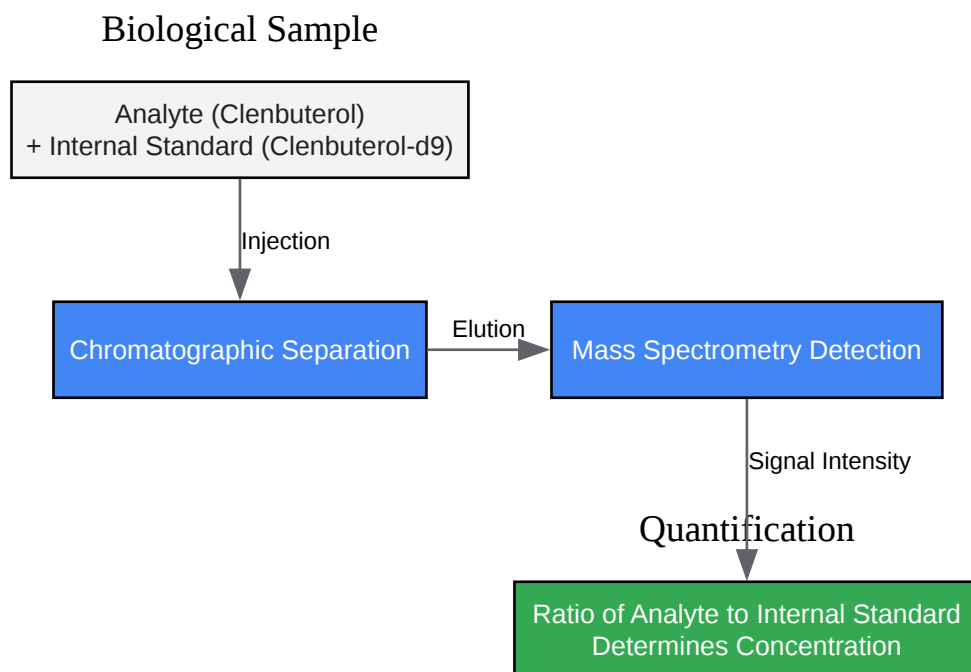 Biological Sample
Analyte (Clenbuterol)
+ Internal Standard (Clenbuterol-d9)
Injection
Chromatographic Separation
Elution
Mass Spectrometry Detection
Signal Intensity
Quantification
Ratio of Analyte to Internal Standard
Determines Concentration